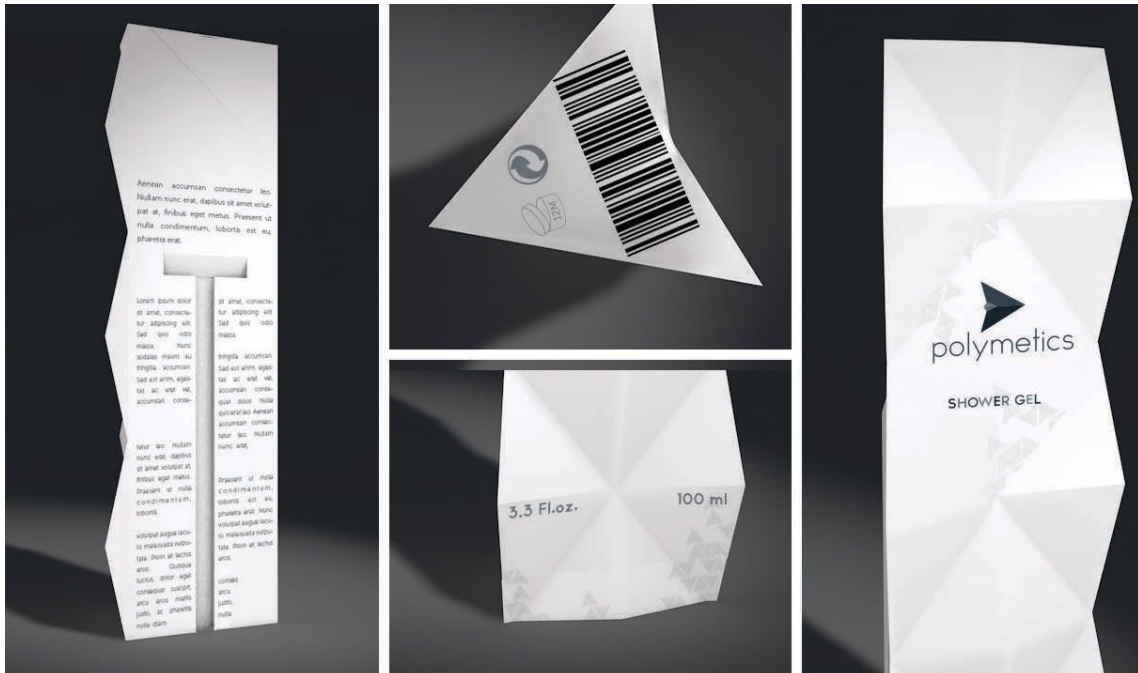 Aenean accumsan consectetur leo.
Nullam nunc erat, dapibus sit amet volut-
pat at, finibus eget metus. Praesent ut
nulla condimentum, lobortis est eu,
pharetra erat.
Lorem ipsum dolor
sit amet, consecte-
tur adipiscing elit.
Sed quis odio
massa. Nunc
sodales mauris eu
fringilla accumsan.
Sed est enim, eges-
tas ac erat vel,
accumsan conse-
tetur leo. Nullam
nunc erat, dapibus
sit amet volutpat at,
finibus eget metus.
Praesent ut nulla
condimentum,
lobortis
volutpat augue iacu-
lis malesuada vulpu-
tate. Proin at lectus
eros. Quisque
luctus dolor eget
consequat suscipit,
arcu eros mattis
justo, ac pharetra
nulla diam
sit amet, consecte-
tur adipiscing elit.
Sed quis odio
massa.
fringilla accumsan.
Sed est enim, eges-
tas ac erat vel,
accumsan conse-
quat dolor. Nulla
quis erat leo. Aenean
accumsan consec-
tetur leo. Nullam
nunc erat,
Praesent ut nulla
condimentum,
lobortis est eu,
pharetra erat. Nunc
volutpat augue iacu-
lis malesuada vulpu-
tate. Proin at lectus
eros.
conseq
arcu
justo,
nulla
12M
3.3 Fl.oz.
100 ml
polymetics
SHOWER GEL